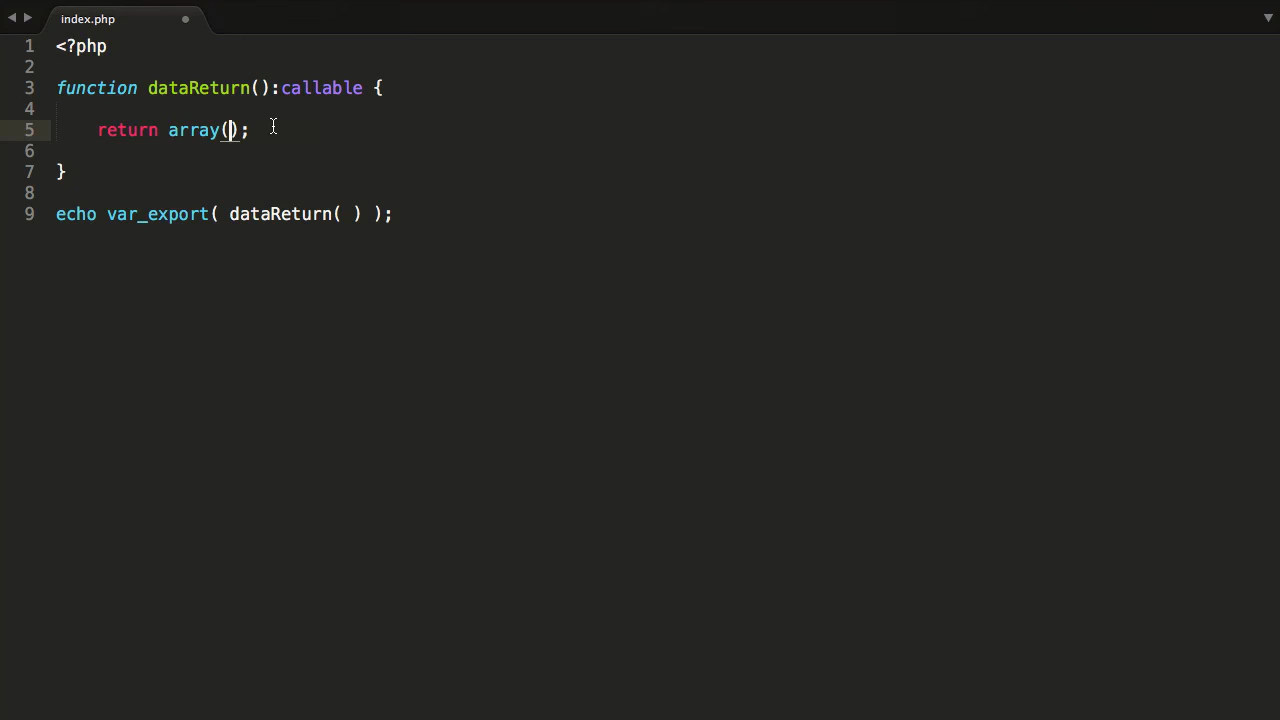 index.php
1 <?php
2
3 function dataReturn():callable {
4
5 return array();
6
7 }
8
9 echo var_export( dataReturn( ) );